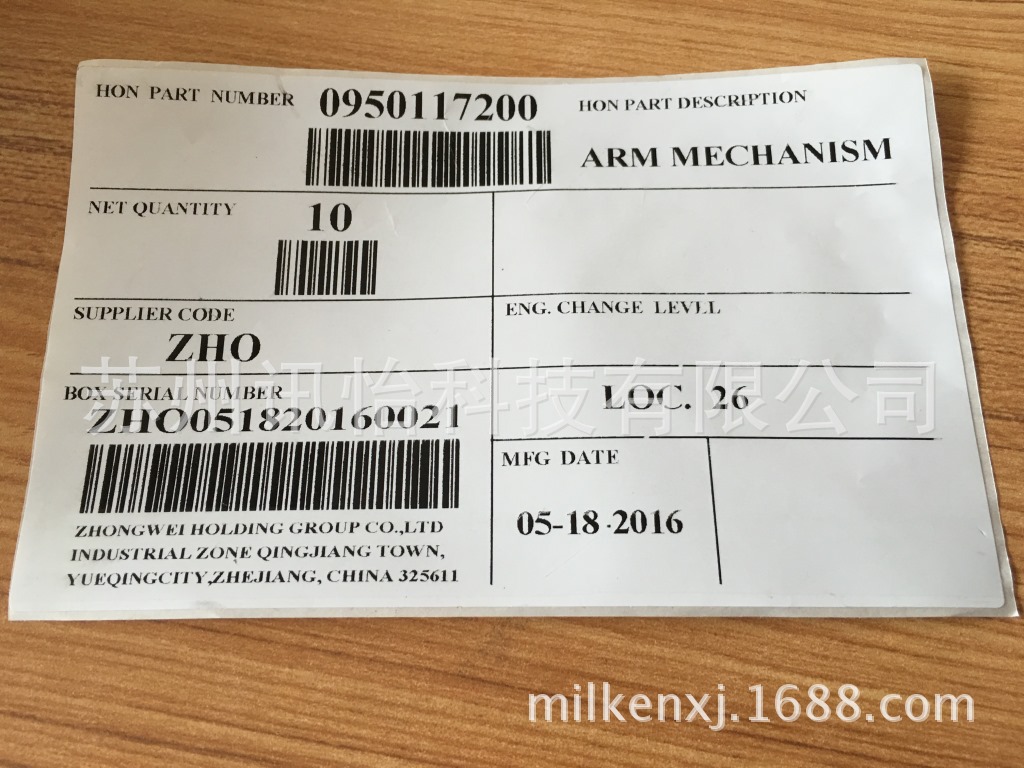 HON PART NUMBER 0950117200
HON PART DESCRIPTION
ARM MECHANISM
NET QUANTITY
10
SUPPLIER CODE
ZHO
ENG. CHANGE LEVEL
BOX SERIAL NUMBER
ZHO051820160021
LOC. 26
MFG DATE
05-18-2016
ZHONGWEI HOLDING GROUP CO.,LTD
INDUSTRIAL ZONE QINGJIANG TOWN,
YUEQINGCITY,ZHEJIANG, CHINA 325611
苏州迅怡科技有限公司
milkenxj.1688.com